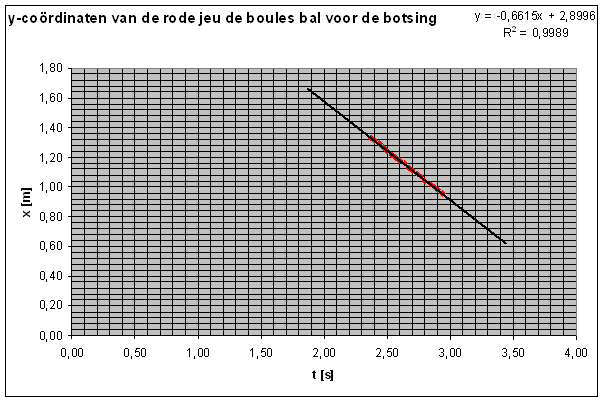 y-coördinaten van de rode jeu de boules bal voor de botsing
y = -0,6615x + 2,8996
R² = 0,9989
1,80
1,60
1,40
1,20
1,00
0,80
0,60
0,40
0,20
0,00
x [m]
0,00 0,50 1,00 1,50 2,00 2,50 3,00 3,50 4,00
t [s]